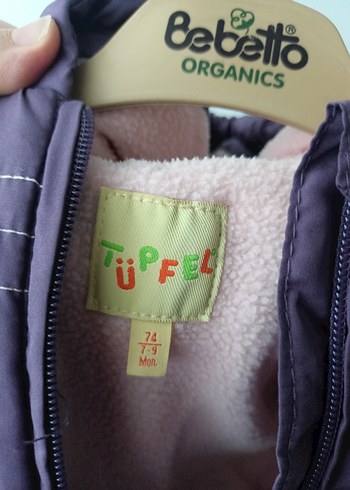 Bebetto®
ORGANICS
TÜPFEL
74
7-9
Mon.